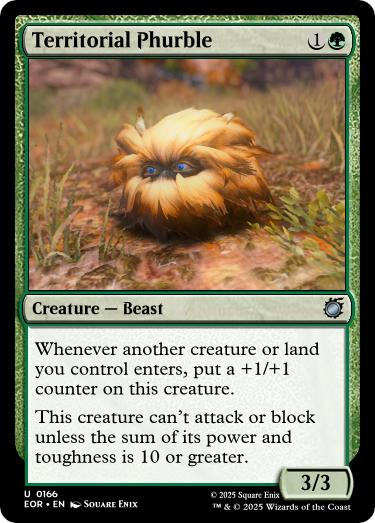 Territorial Phurble 1
Creature — Beast
Whenever another creature or land
you control enters, put a +1/+1
counter on this creature.
This creature can't attack or block
unless the sum of its power and
toughness is 10 or greater.
3/3
U 0166
EOR • EN SQUARE ENIX
© 2025 Square Enix
™ & © 2025 Wizards of the Coast